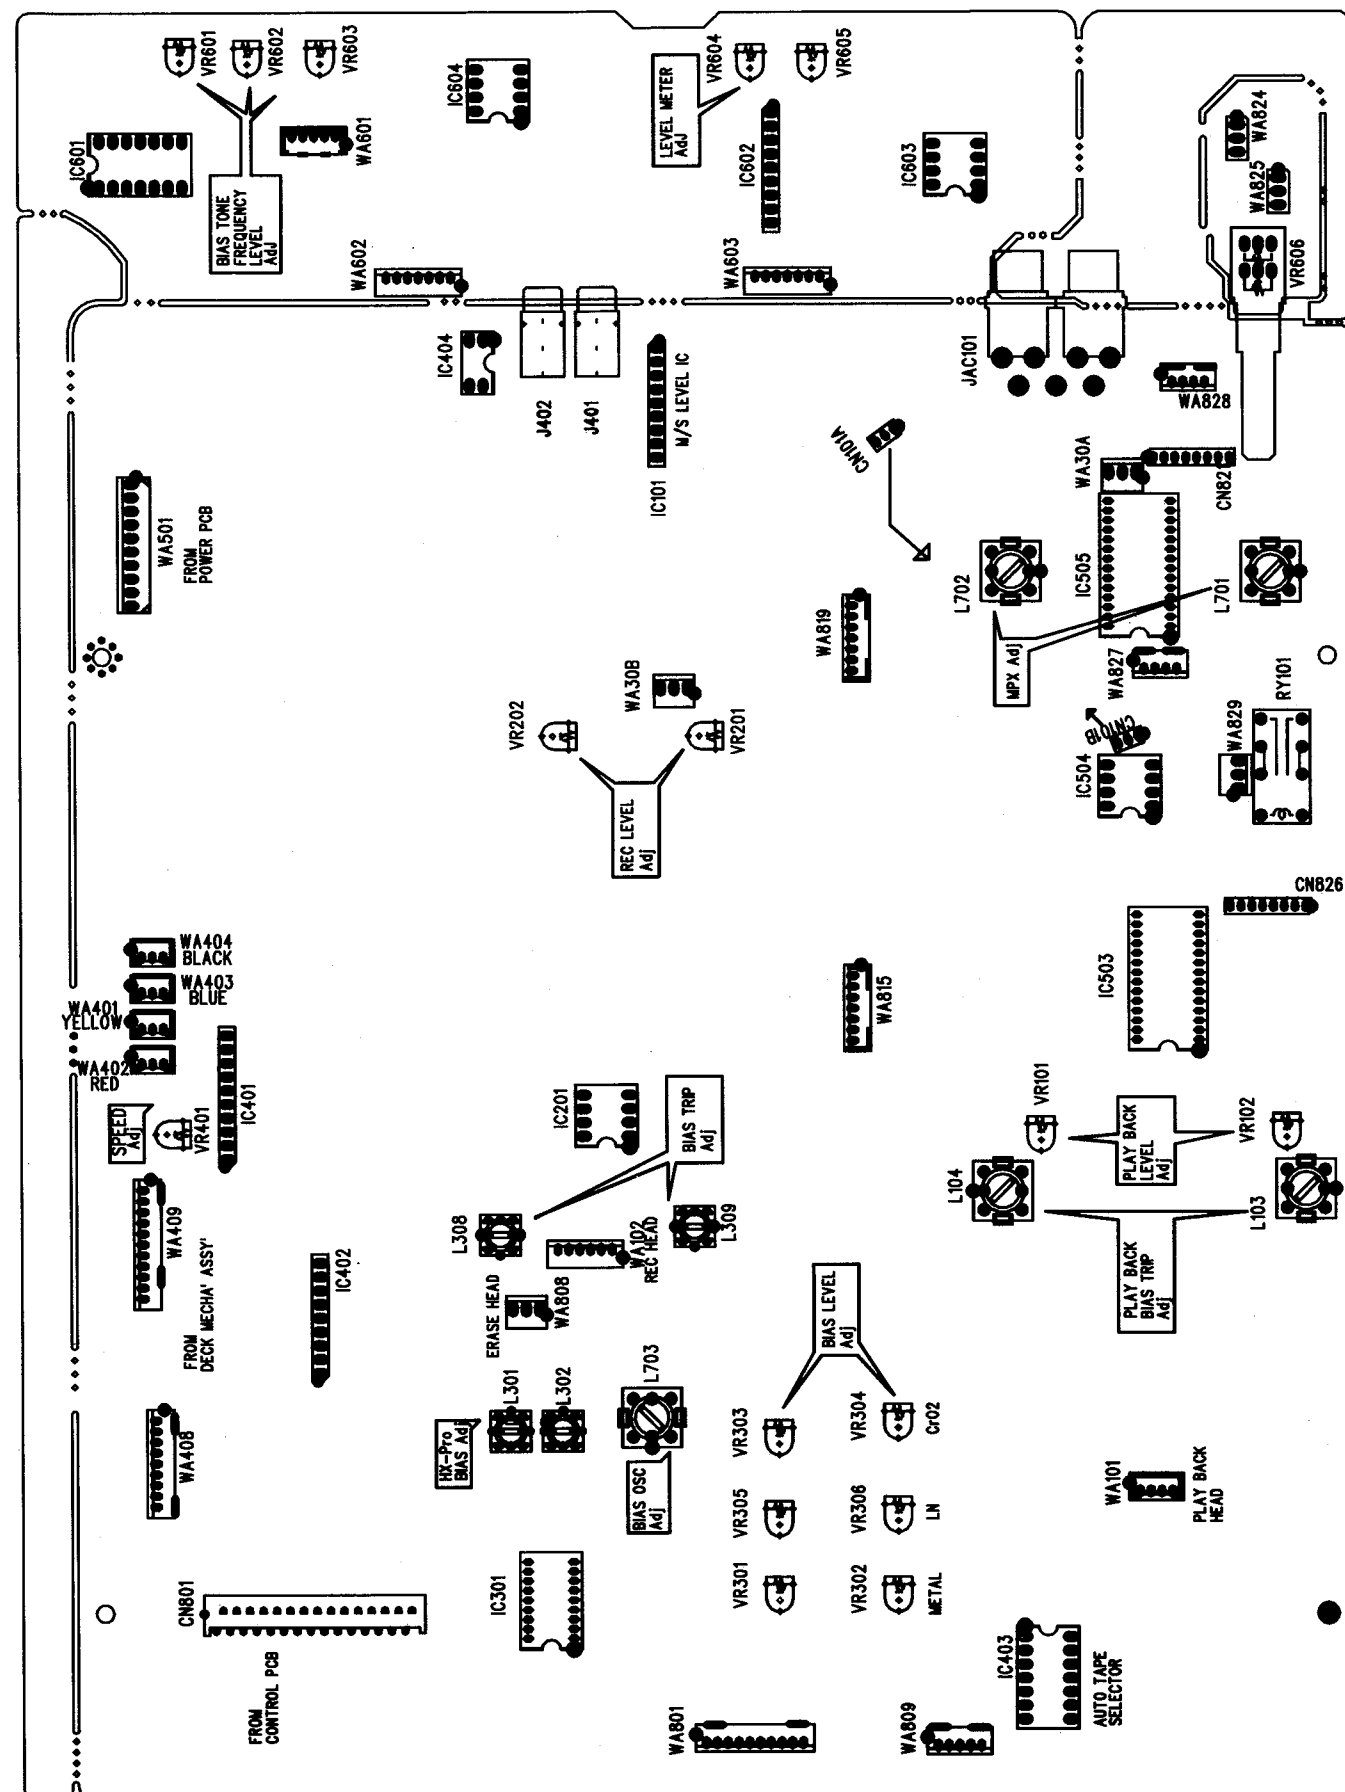 VR601
VR602
VR603
IC604
VR604
VR605
LEVEL METER
AdJ
IC601
WA601
IC602
IC603
WA824
WA825
BIAS TONE
FREQUENCY
LEVEL
AdJ
WA602
WA603
VR606
IC404
J402
J401
M/S LEVEL IC
IC101
JAC101
WA828
CN101A
WA30A
CN821
WA501
FROM
POWER PCB
L702
IC505
L701
WA819
MPX Adj
WA827
WA30B
VR202
VR201
CN101B
RY101
WA829
IC504
REC LEVEL
Adj
CN826
WA404
BLACK
WA403
BLUE
WA401
YELLOW
WA402
RED
IC503
WA815
SPEED
Adj
VR401
IC401
IC201
BIAS TRIP
Adj
VR101
PLAY BACK
LEVEL
Adj
VR102
L104
L103
WA409
L308
WA102
REC HEAD
L309
IC402
FROM
DECK MECHA' ASSY'
ERASE HEAD
WA808
BIAS LEVEL
Adj
PLAY BACK
BIAS TRIP
Adj
L301
L302
L703
WA408
HX-Pro
BIAS Adj
VR303
VR304
CrO2
BIAS OSC
Adj
VR305
VR306
LN
WA101
PLAY BACK
HEAD
CN801
IC301
VR301
VR302
METAL
IC403
FROM
CONTROL PCB
AUTO TAPE
SELECTOR
WA801
WA809